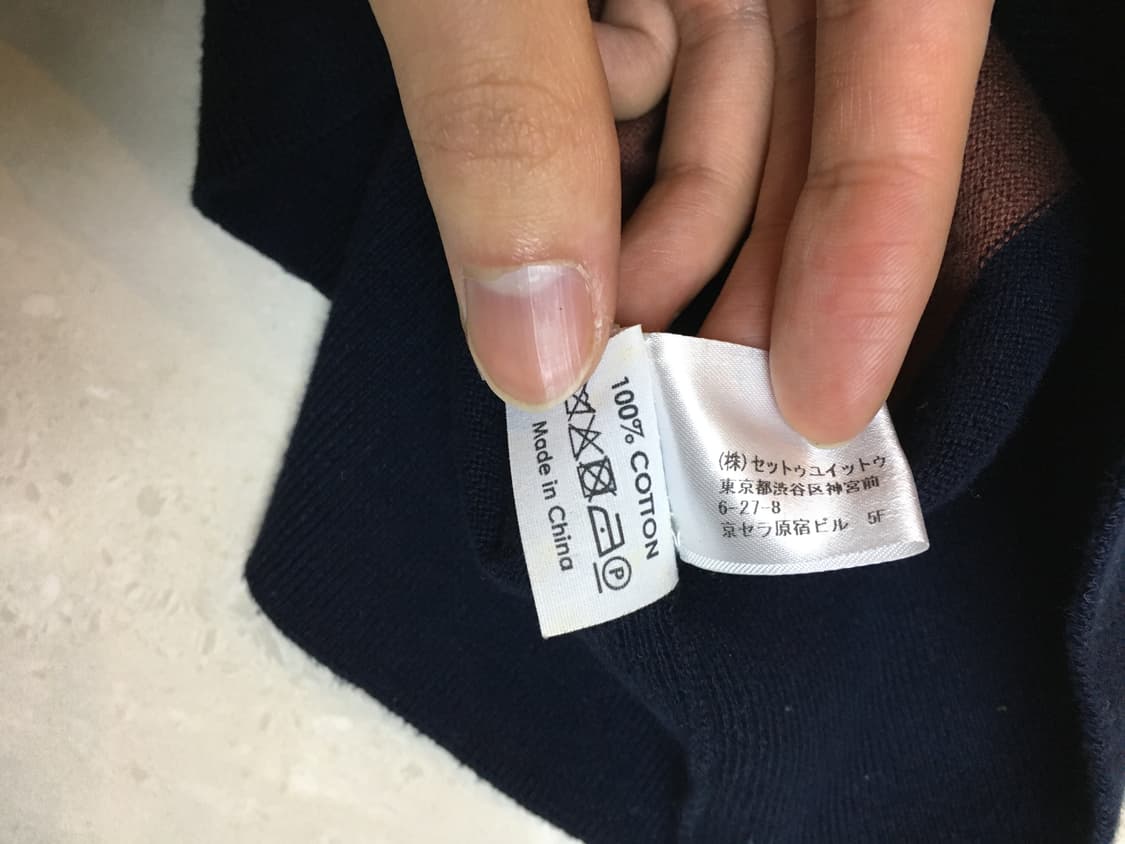 100% COTTON
P
Made in China
(株)セットゥユイットゥ
東京都渋谷区神宮前
6-27-8
京セラ原宿ビル 5F